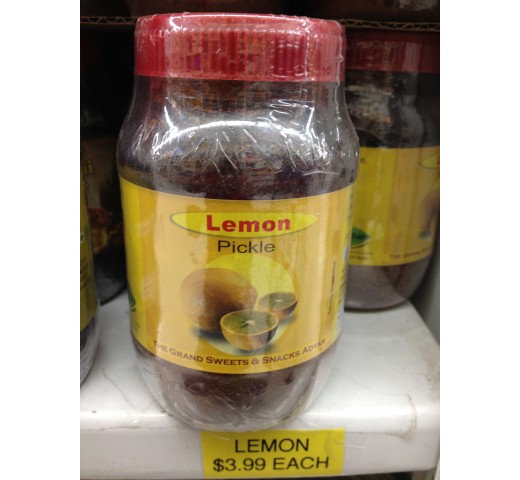 Lemon
Pickle
THE GRAND SWEETS & SNACKS ADYAR
LEMON
$3.99 EACH